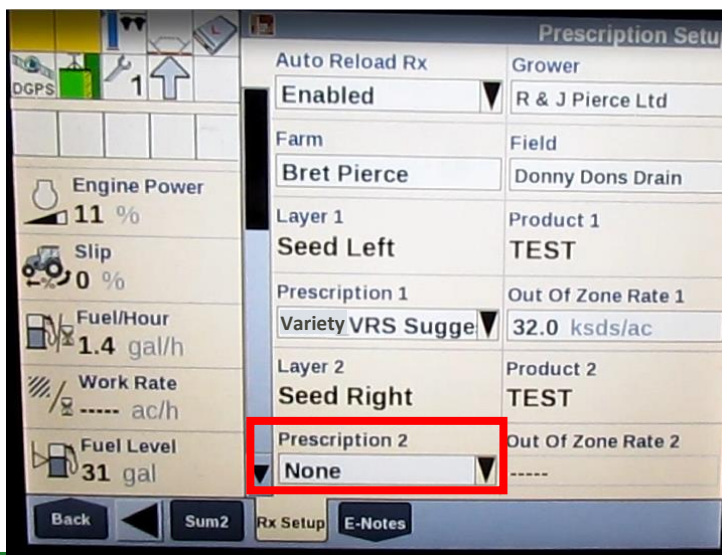 Prescription Setu
DGPS
1
Auto Reload Rx
Grower
Enabled
R & J Pierce Ltd
Farm
Field
Bret Pierce
Donny Dons Drain
Engine Power
11 %
Layer 1
Product 1
Seed Left
TEST
Slip
0 %
Prescription 1
Out Of Zone Rate 1
Variety VRS Sugge
32.0 ksds/ac
Fuel/Hour
1.4 gal/h
Layer 2
Product 2
Seed Right
TEST
Work Rate
----- ac/h
Prescription 2
Out Of Zone Rate 2
None
-----
Fuel Level
31 gal
Back
Sum2
Rx Setup
E-Notes